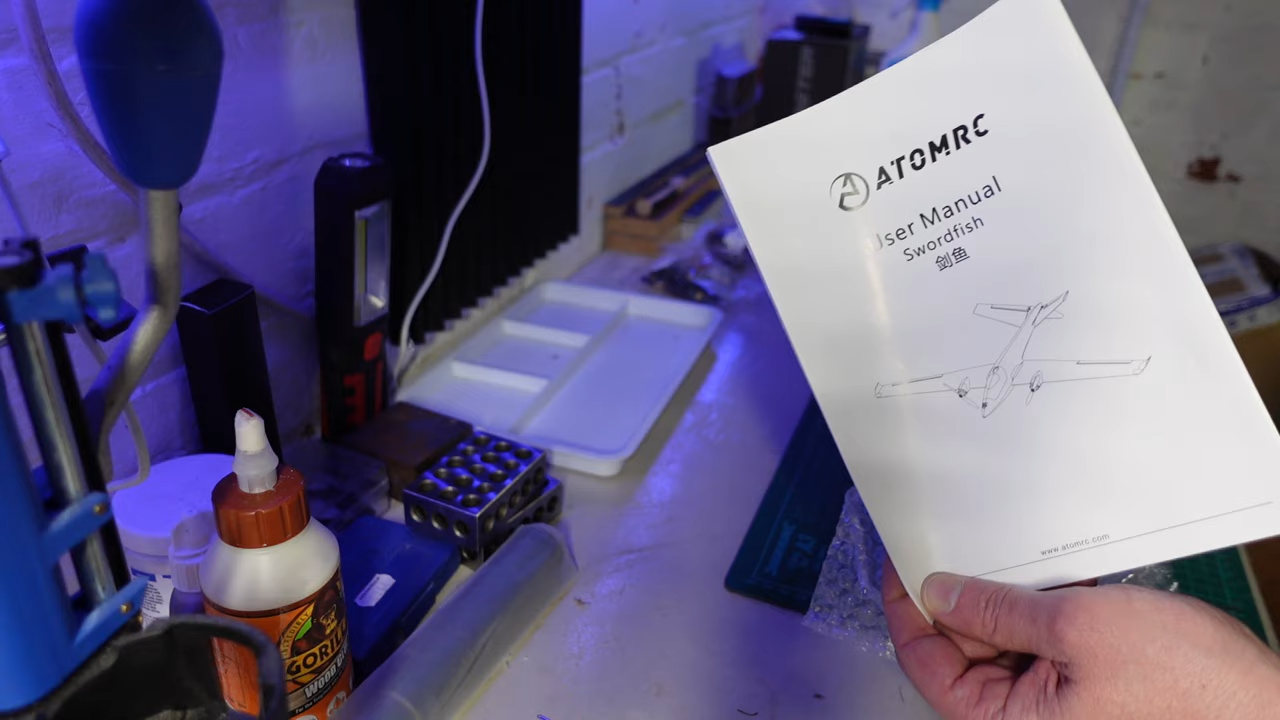 ATOMRC
User Manual
Swordfish
剑鱼
www.atomrc.com
GORILLA
Wood Glue